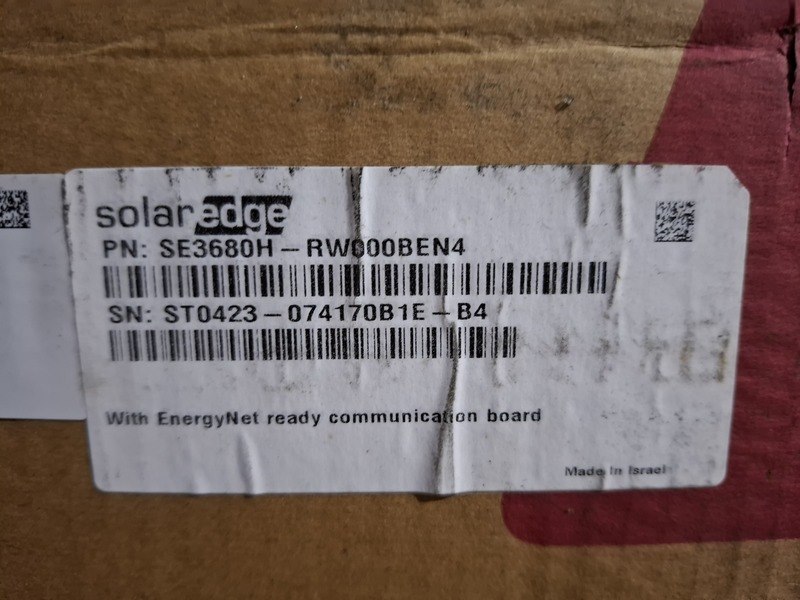 solaredge
PN: SE3680H-RW000BEN4
SN: ST0423-074170B1E-B4
With EnergyNet ready communication board
Made In Israel